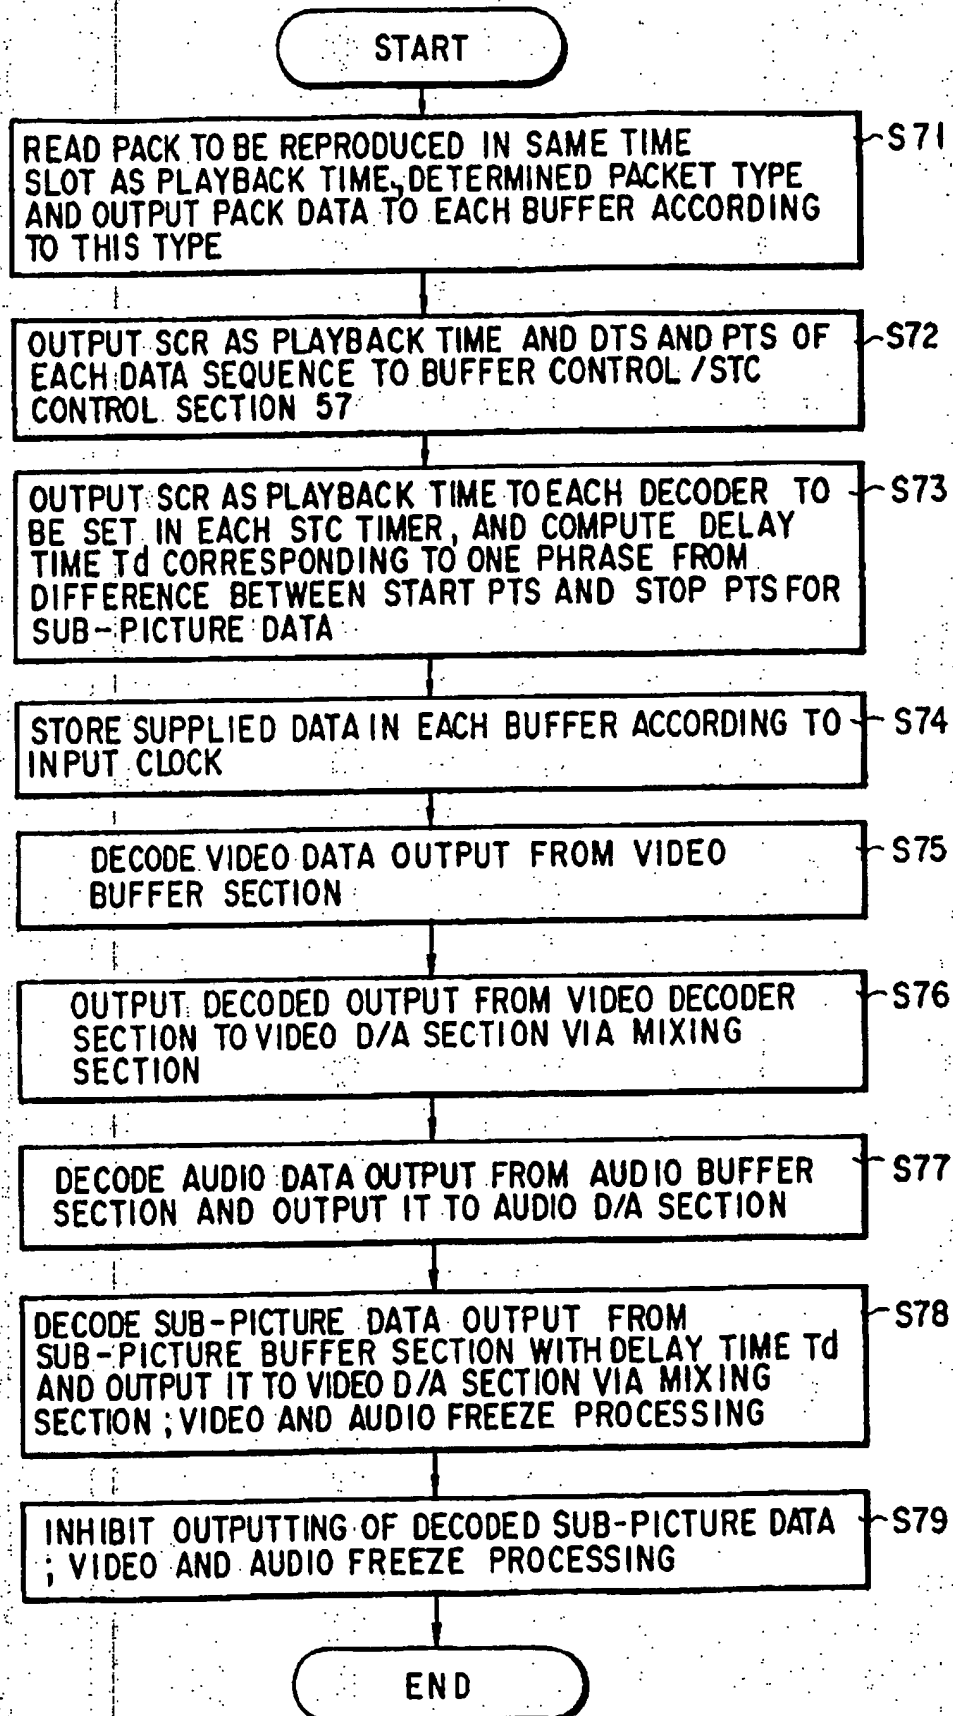 START
READ PACK TO BE REPRODUCED IN SAME TIME
SLOT AS PLAYBACK TIME, DETERMINED PACKET TYPE
AND OUTPUT PACK DATA TO EACH BUFFER ACCORDING
TO THIS TYPE
S71
OUTPUT SCR AS PLAYBACK TIME AND DTS AND PTS OF
EACH DATA SEQUENCE TO BUFFER CONTROL / STC
CONTROL SECTION 57
S72
OUTPUT SCR AS PLAYBACK TIME TO EACH DECODER TO
BE SET IN EACH STC TIMER, AND COMPUTE DELAY
TIME Td CORRESPONDING TO ONE PHRASE FROM
DIFFERENCE BETWEEN START PTS AND STOP PTS FOR
SUB-PICTURE DATA
S73
STORE SUPPLIED DATA IN EACH BUFFER ACCORDING TO
INPUT CLOCK
S74
DECODE VIDEO DATA OUTPUT FROM VIDEO
BUFFER SECTION
S75
OUTPUT DECODED OUTPUT FROM VIDEO DECODER
SECTION TO VIDEO D/A SECTION VIA MIXING
SECTION
S76
DECODE AUDIO DATA OUTPUT FROM AUDIO BUFFER
SECTION AND OUTPUT IT TO AUDIO D/A SECTION
S77
DECODE SUB-PICTURE DATA OUTPUT FROM
SUB-PICTURE BUFFER SECTION WITH DELAY TIME Td
AND OUTPUT IT TO VIDEO D/A SECTION VIA MIXING
SECTION ; VIDEO AND AUDIO FREEZE PROCESSING
S78
INHIBIT OUTPUTTING OF DECODED SUB-PICTURE DATA
; VIDEO AND AUDIO FREEZE PROCESSING
S79
END